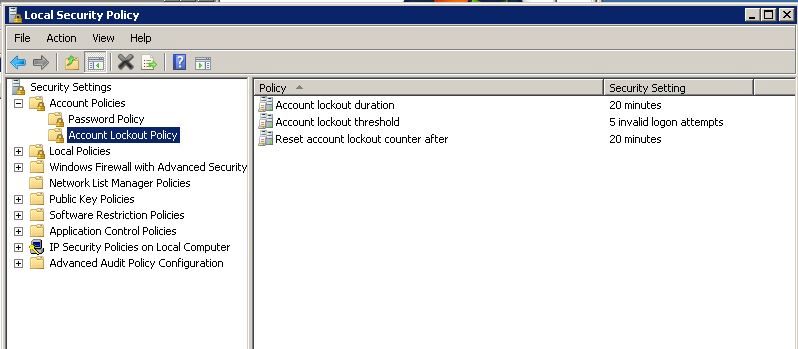 Local Security Policy
File Action View Help
Security Settings
Account Policies
Password Policy
Account Lockout Policy
Local Policies
Windows Firewall with Advanced Security
Network List Manager Policies
Public Key Policies
Software Restriction Policies
Application Control Policies
IP Security Policies on Local Computer
Advanced Audit Policy Configuration
Policy Security Setting
Account lockout duration 20 minutes
Account lockout threshold 5 invalid logon attempts
Reset account lockout counter after 20 minutes